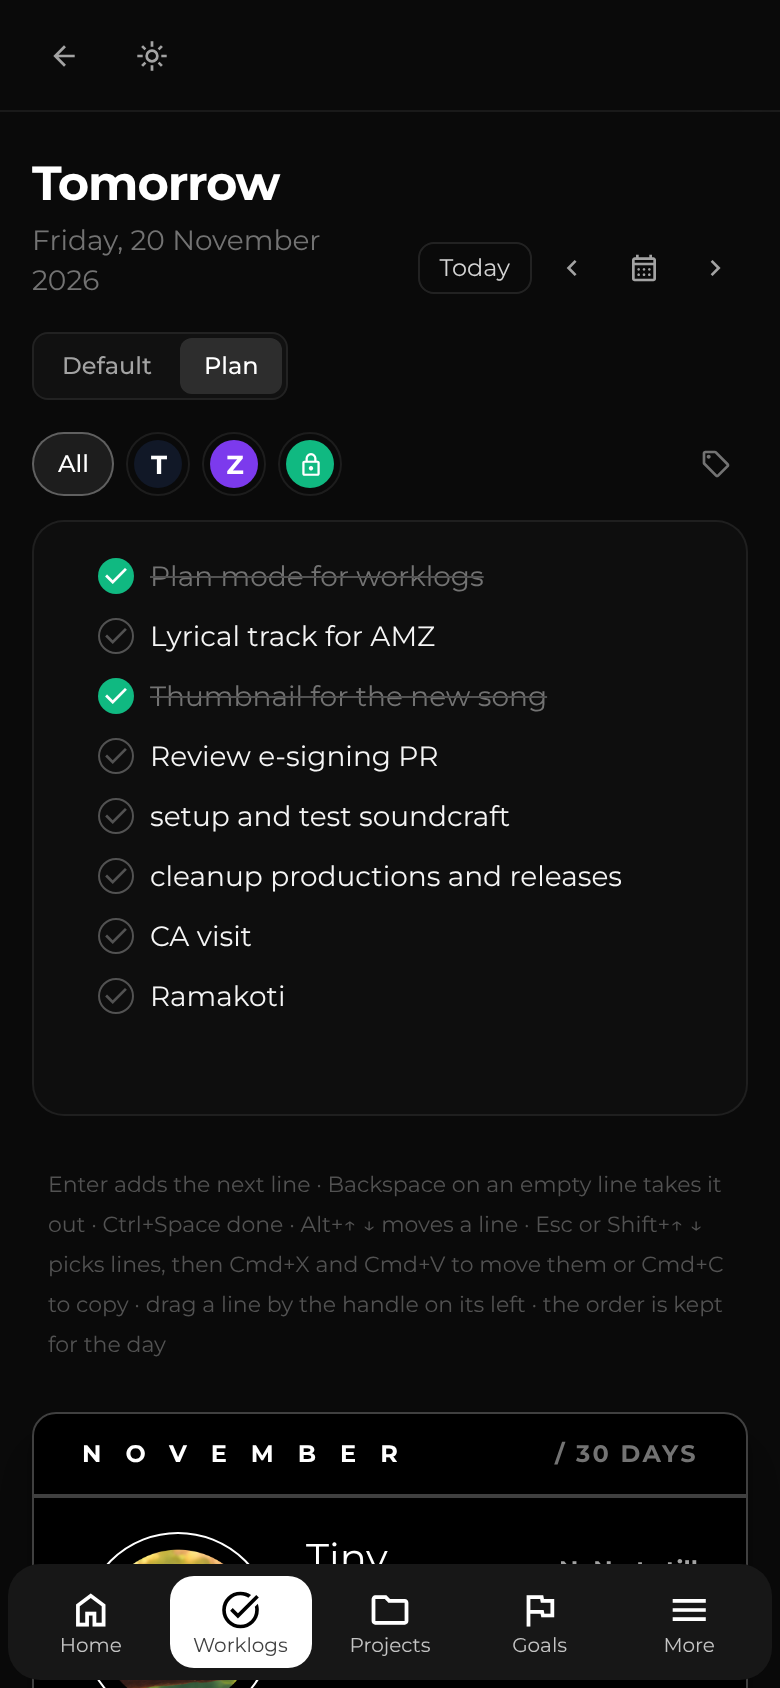 Tomorrow
Friday, 20 November
2026
Today
Default
Plan
All
T
Z
Plan mode for worklogs
Lyrical track for AMZ
Thumbnail for the new song
Review e-signing PR
setup and test soundcraft
cleanup productions and releases
CA visit
Ramakoti
Enter adds the next line · Backspace on an empty line takes it
out · Ctrl+Space done · Alt+↑ ↓ moves a line · Esc or Shift+↑ ↓
picks lines, then Cmd+X and Cmd+V to move them or Cmd+C
to copy · drag a line by the handle on its left · the order is kept
for the day
NOVEMBER
/ 30 DAYS
Tiny
Home
Worklogs
Projects
Goals
More